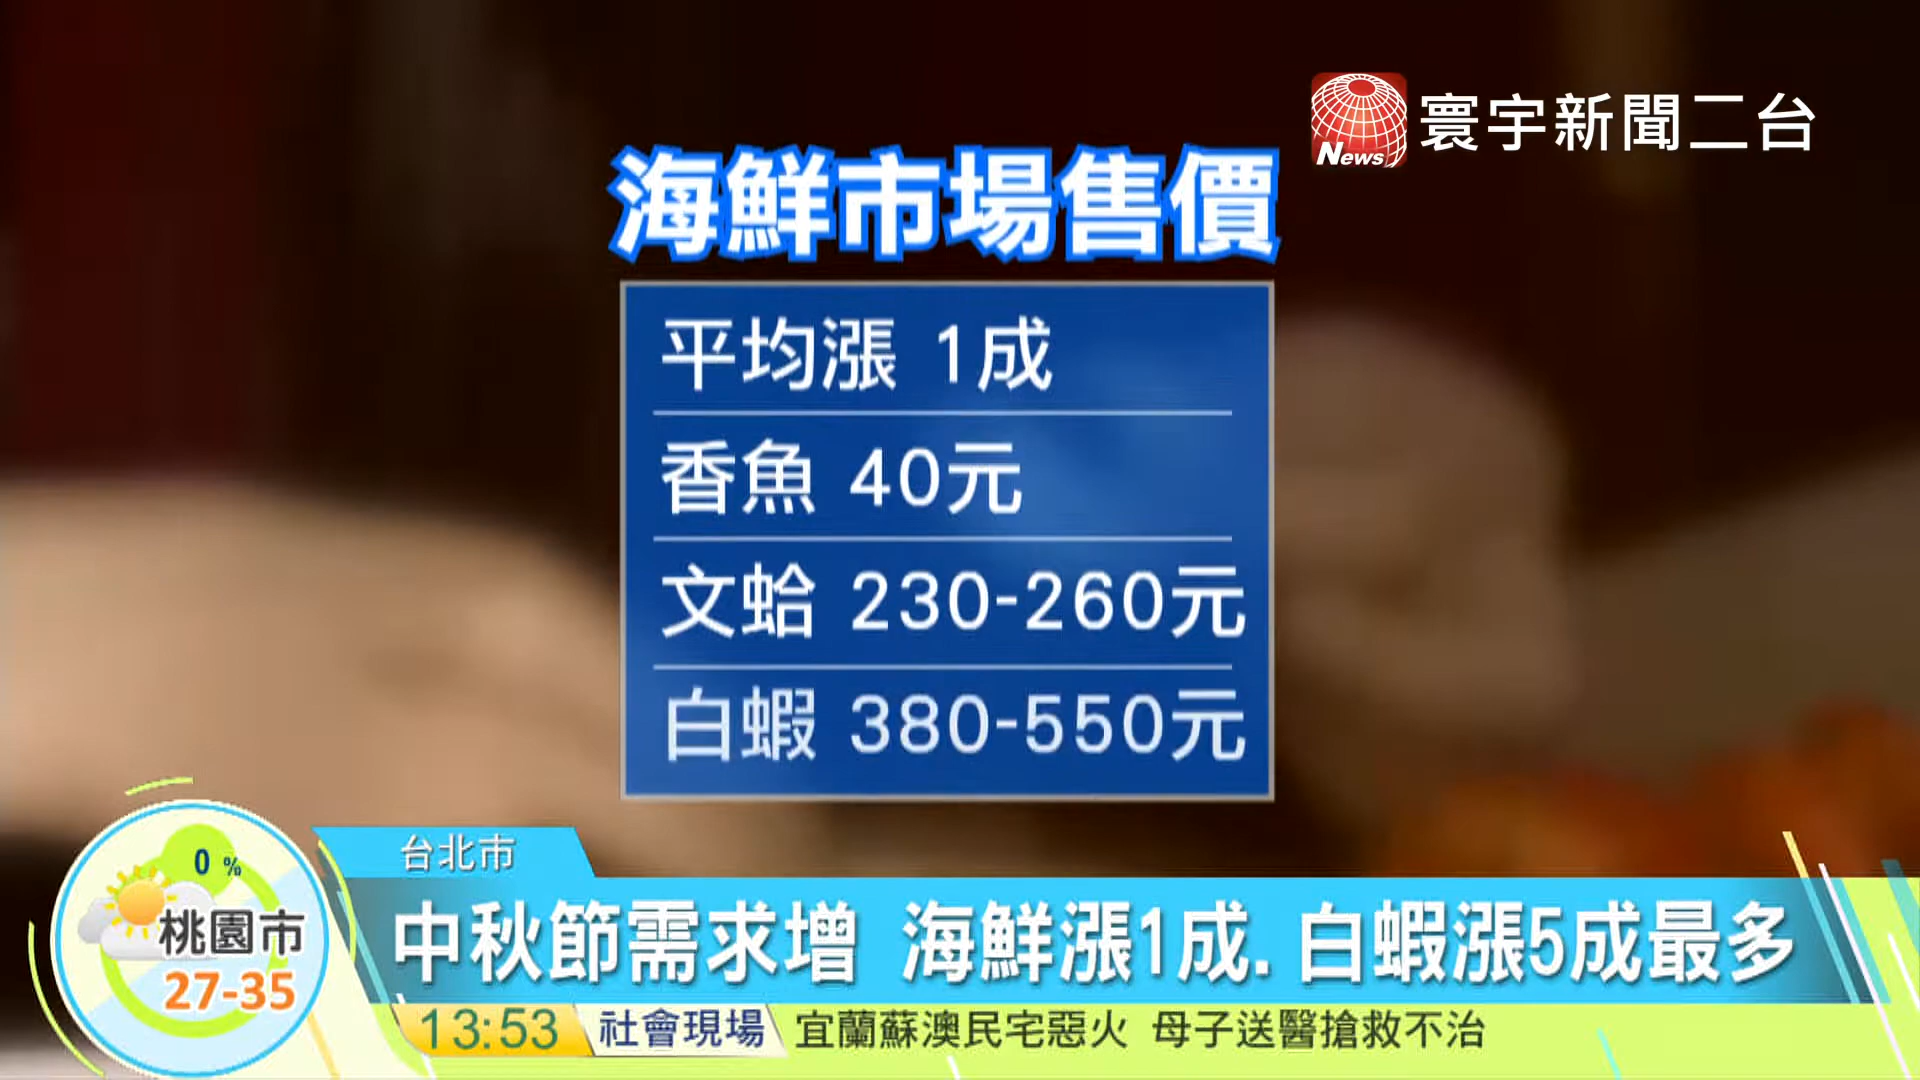 News 寰宇新聞二台
海鮮市場售價
平均漲 1成
香魚 40元
文蛤 230-260元
白蝦 380-550元
0 %
桃園市
27-35
台北市
中秋節需求增 海鮮漲1成.白蝦漲5成最多
13:53 社會現場 宜蘭蘇澳民宅惡火 母子送醫搶救不治